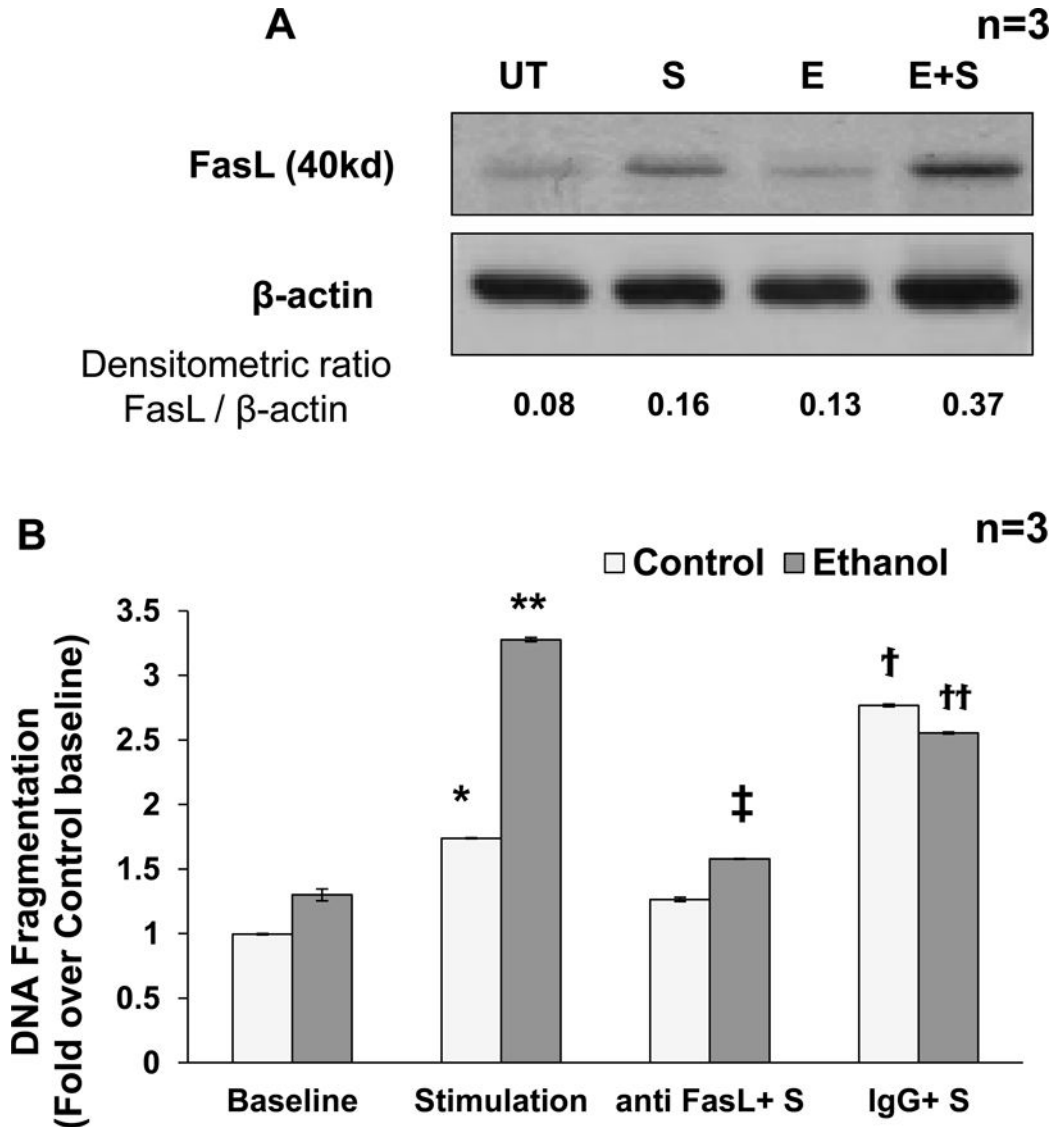 A
n=3
UT S E E+S
FasL (40kd)
β-actin
Densitometric ratio
FasL / β-actin
0.08 0.16 0.13 0.37
B
n=3
Control Ethanol
DNA Fragmentation
(Fold over Control baseline)
3.5
3
2.5
2
1.5
1
0.5
0
*
**
‡
†
††
Baseline Stimulation anti FasL+ S IgG+ S